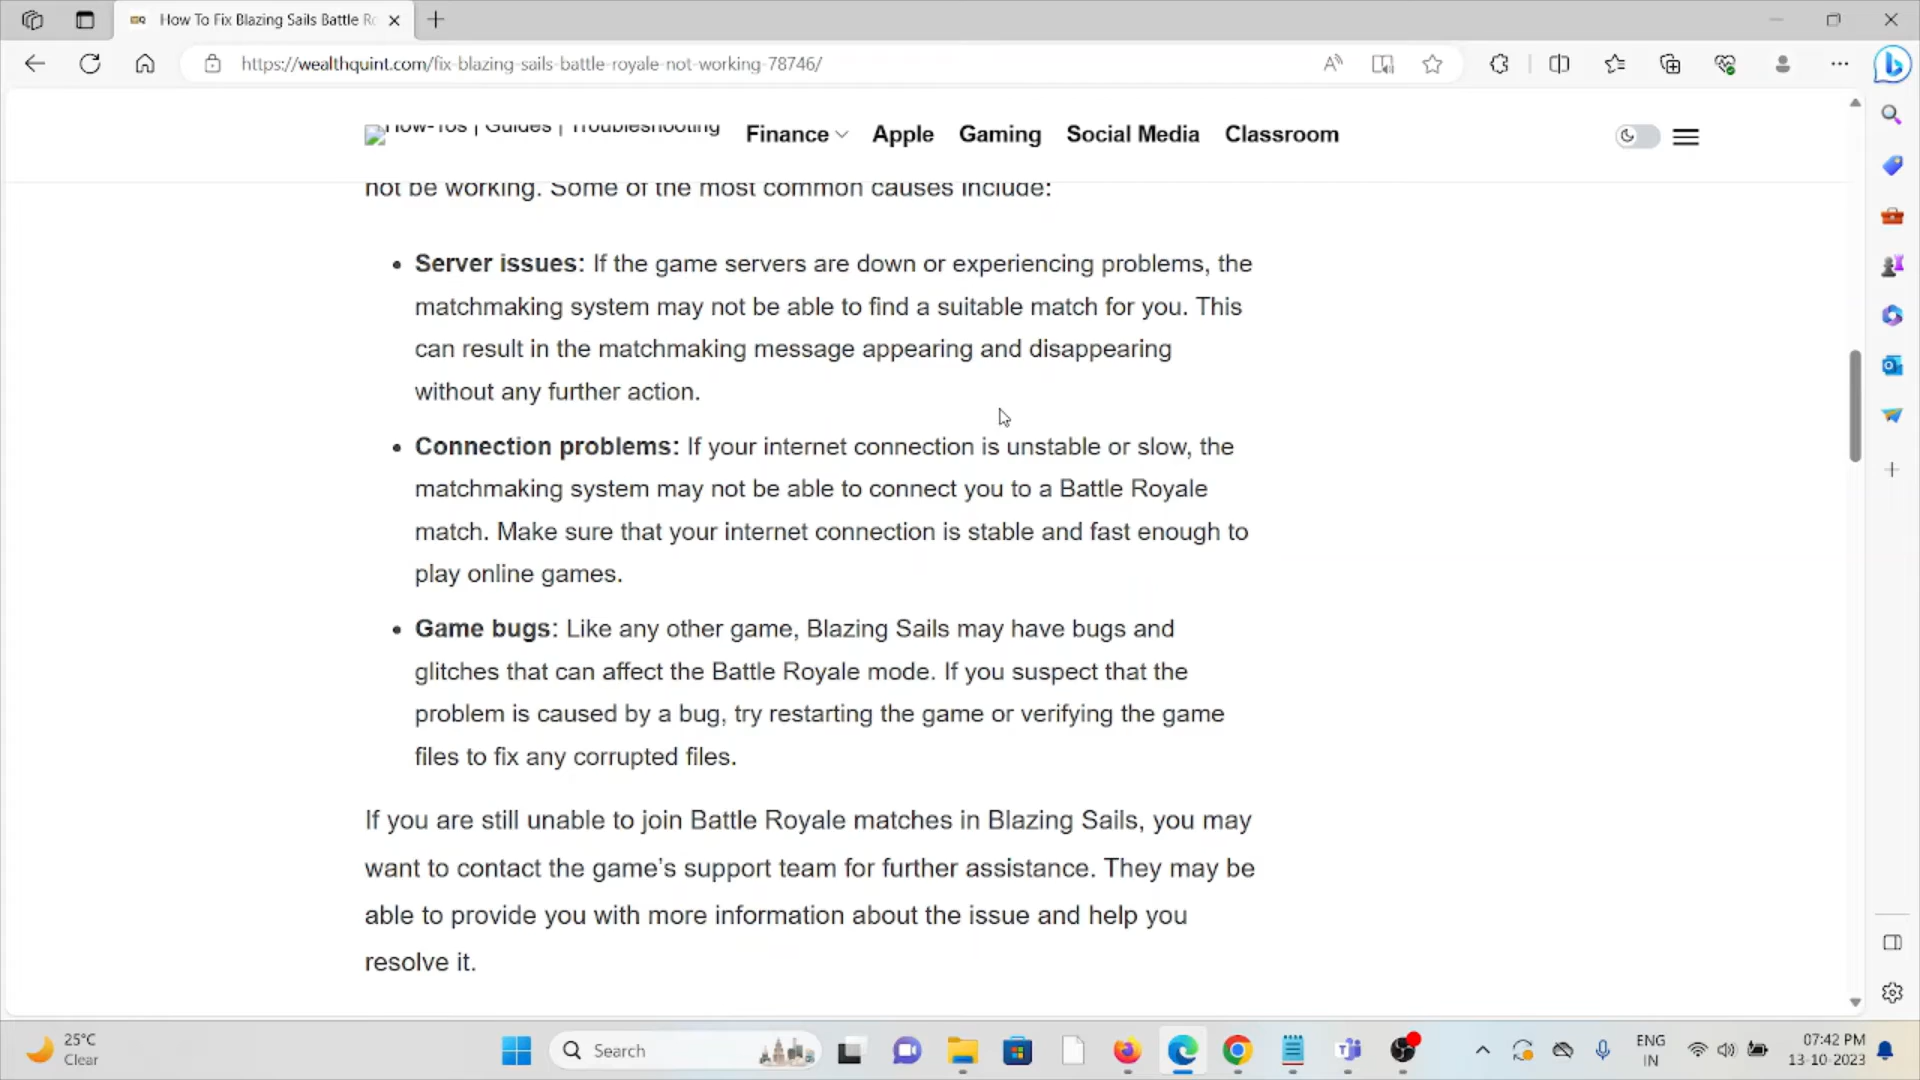 How To Fix Blazing Sails Battle Ro
https://wealthquint.com/fix-blazing-sails-battle-royale-not-working-78746/
How-Tos | Guides | Troubleshooting
Finance Apple Gaming Social Media Classroom
not be working. Some of the most common causes include:
• Server issues: If the game servers are down or experiencing problems, the
matchmaking system may not be able to find a suitable match for you. This
can result in the matchmaking message appearing and disappearing
without any further action.
• Connection problems: If your internet connection is unstable or slow, the
matchmaking system may not be able to connect you to a Battle Royale
match. Make sure that your internet connection is stable and fast enough to
play online games.
• Game bugs: Like any other game, Blazing Sails may have bugs and
glitches that can affect the Battle Royale mode. If you suspect that the
problem is caused by a bug, try restarting the game or verifying the game
files to fix any corrupted files.
If you are still unable to join Battle Royale matches in Blazing Sails, you may
want to contact the game’s support team for further assistance. They may be
able to provide you with more information about the issue and help you
resolve it.
25°C
Clear
Search
ENG
IN
07:42 PM
13-10-2023